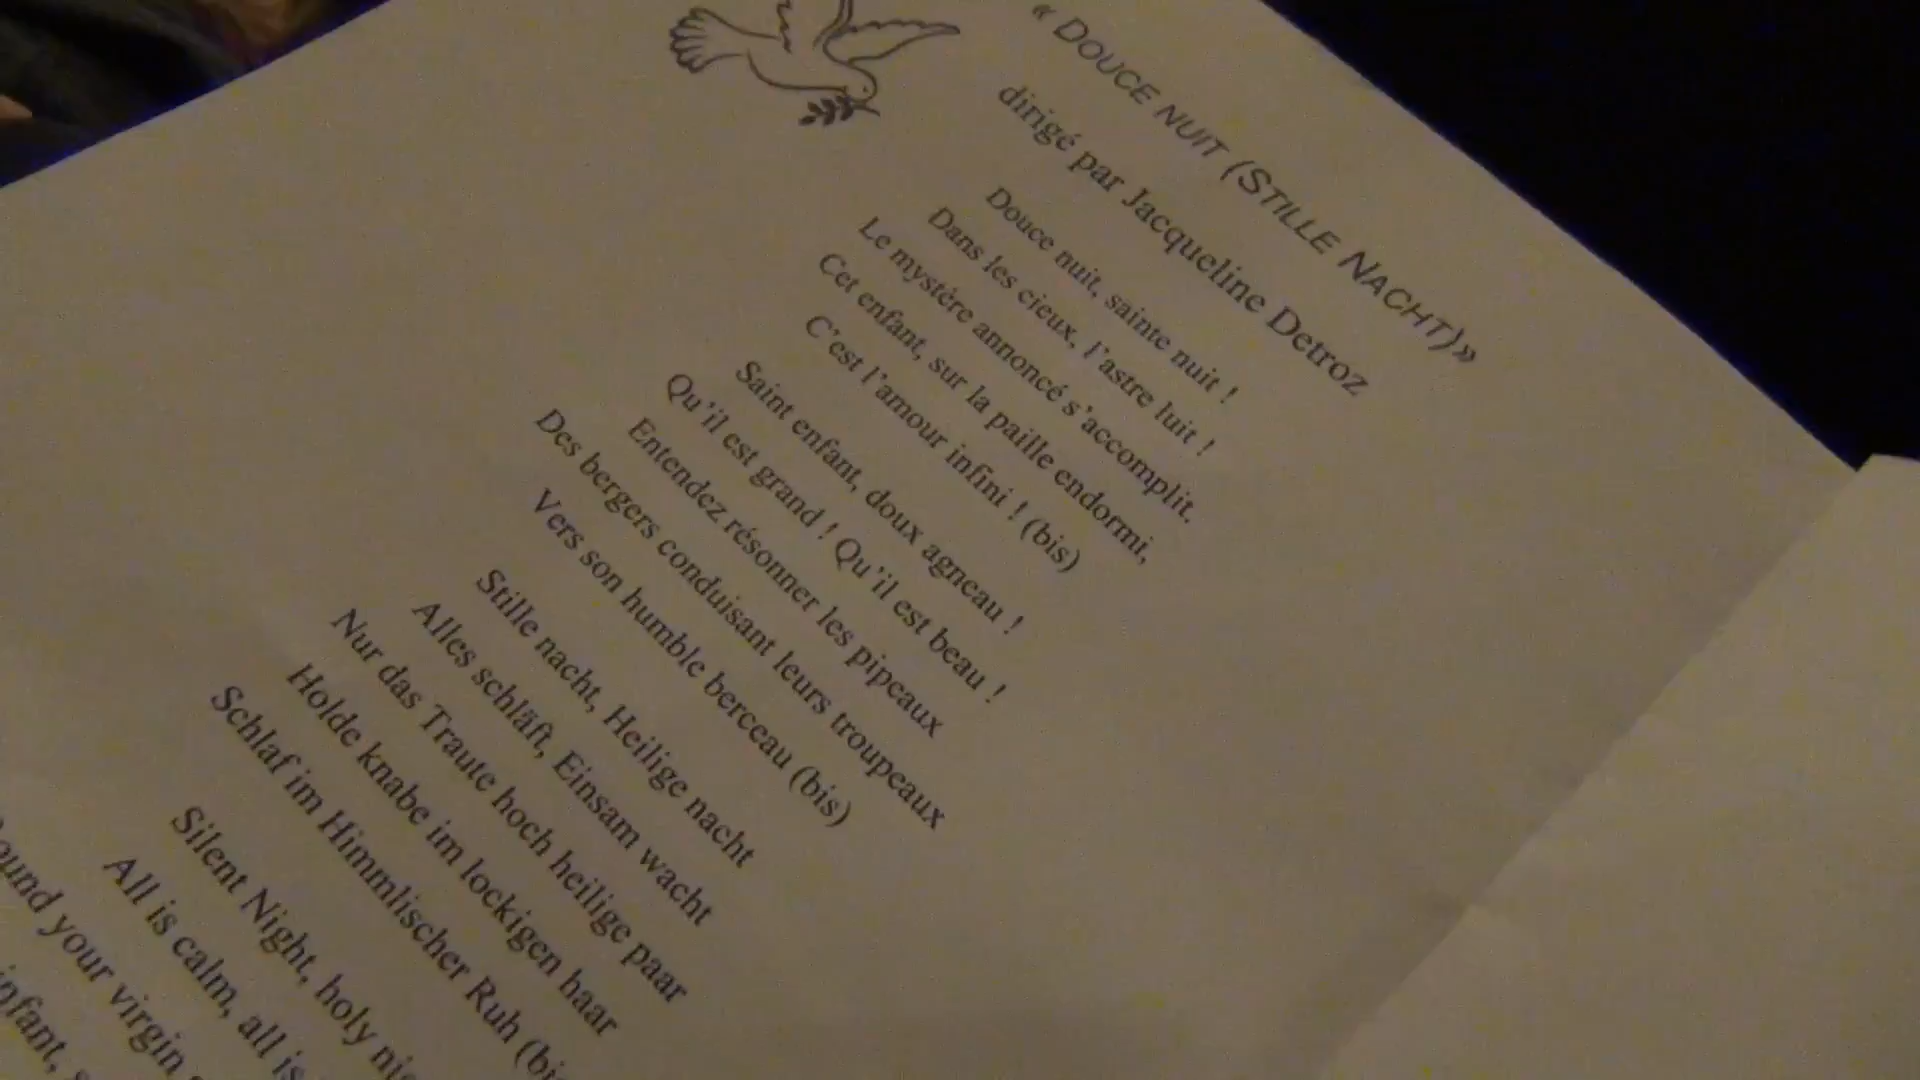 « DOUCE NUIT (STILLE NACHT)»
dirigé par Jacqueline Detroz
Douce nuit, sainte nuit !
Dans les cieux, l'astre luit !
Le mystère annoncé s'accomplit.
Cet enfant, sur la paille endormi,
C'est l'amour infini ! (bis)
Saint enfant, doux agneau !
Qu'il est grand ! Qu'il est beau !
Entendez résonner les pipeaux
Des bergers conduisant leurs troupeaux
Vers son humble berceau (bis)
Stille nacht, Heilige nacht
Alles schläft, Einsam wacht
Nur das Traute hoch heilige paar
Holde knabe im lockigen haar
Schlaf im Himmlischer Ruh
Silent Night, holy
All is calm, all is
your virgin
infant,